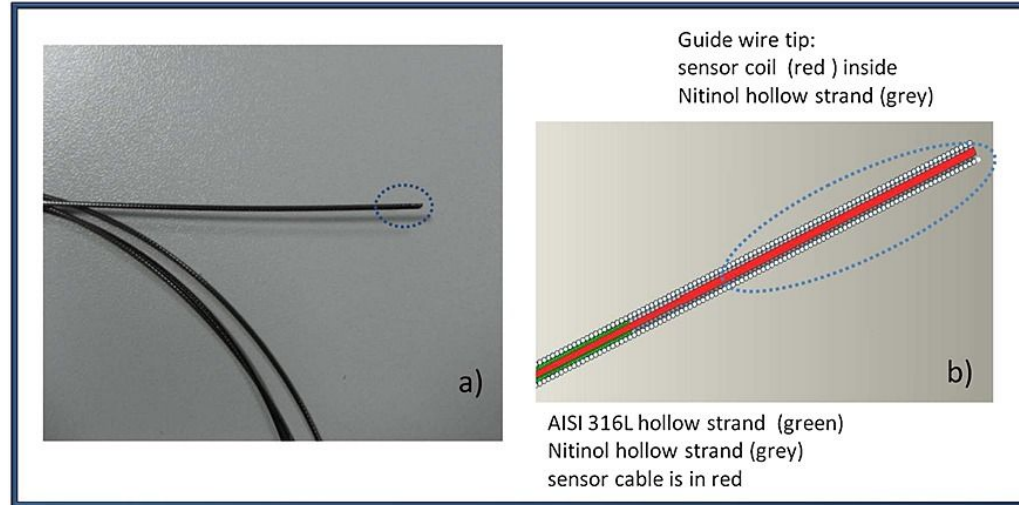 Guide wire tip:
sensor coil (red ) inside
Nitinol hollow strand (grey)
a)
b)
AISI 316L hollow strand (green)
Nitinol hollow strand (grey)
sensor cable is in red